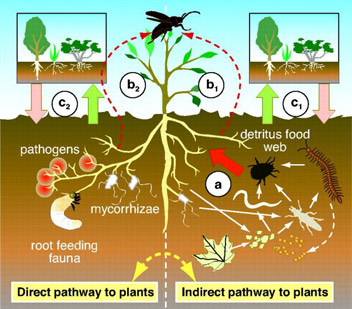 c2
b2
b1
c1
pathogens
detritus food
web
a
mycorrhizae
root feeding
fauna
Direct pathway to plants
Indirect pathway to plants